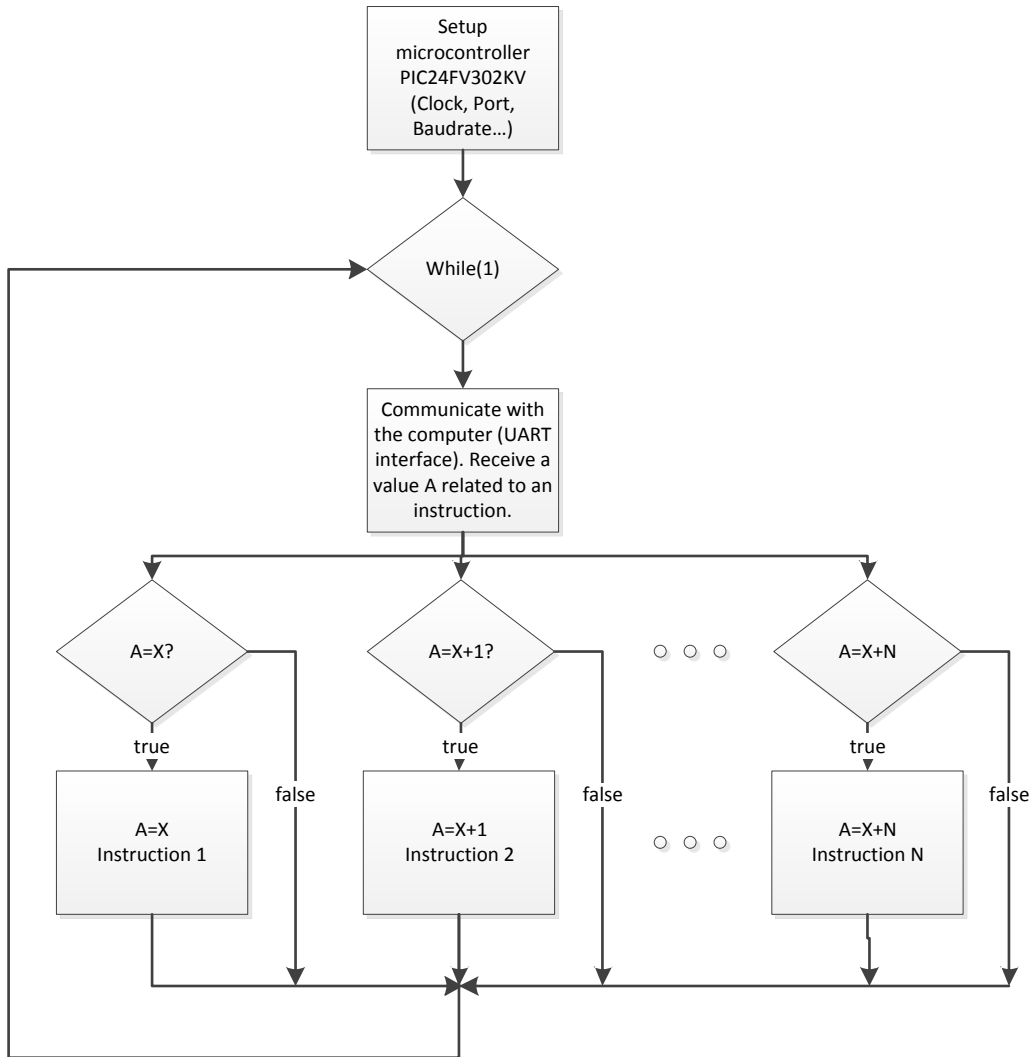 Setup
microcontroller
PIC24FV302KV
(Clock, Port,
Baudrate...)
While(1)
Communicate with
the computer (UART
interface). Receive a
value A related to an
instruction.
A=X?
A=X+1?
A=X+N
true
true
true
false
false
false
A=X
Instruction 1
A=X+1
Instruction 2
A=X+N
Instruction N